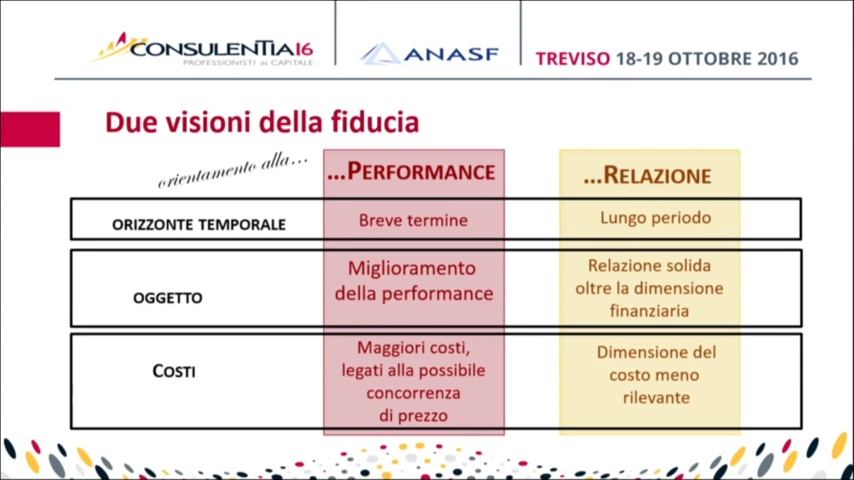 CONSULENTIA16
PROFESSIONISTI IN CAPITALE
ANASF
TREVISO 18-19 OTTOBRE 2016
Due visioni della fiducia
orientamento alla...
...PERFORMANCE
...RELAZIONE
ORIZZONTE TEMPORALE
Breve termine
Lungo periodo
OGGETTO
Miglioramento
della performance
Relazione solida
oltre la dimensione
finanziaria
COSTI
Maggiori costi,
legati alla possibile
concorrenza
di prezzo
Dimensione del
costo meno
rilevante